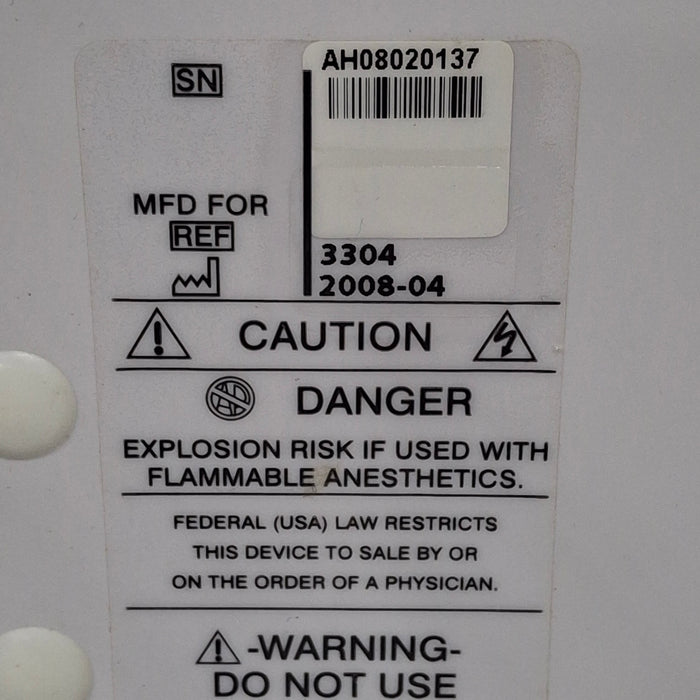 AH08020137
SN
MFD FOR
REF 3304
2008-04
CAUTION
DANGER
EXPLOSION RISK IF USED WITH
FLAMMABLE ANESTHETICS.
FEDERAL (USA) LAW RESTRICTS
THIS DEVICE TO SALE BY OR
ON THE ORDER OF A PHYSICIAN.
-WARNING-
DO NOT USE